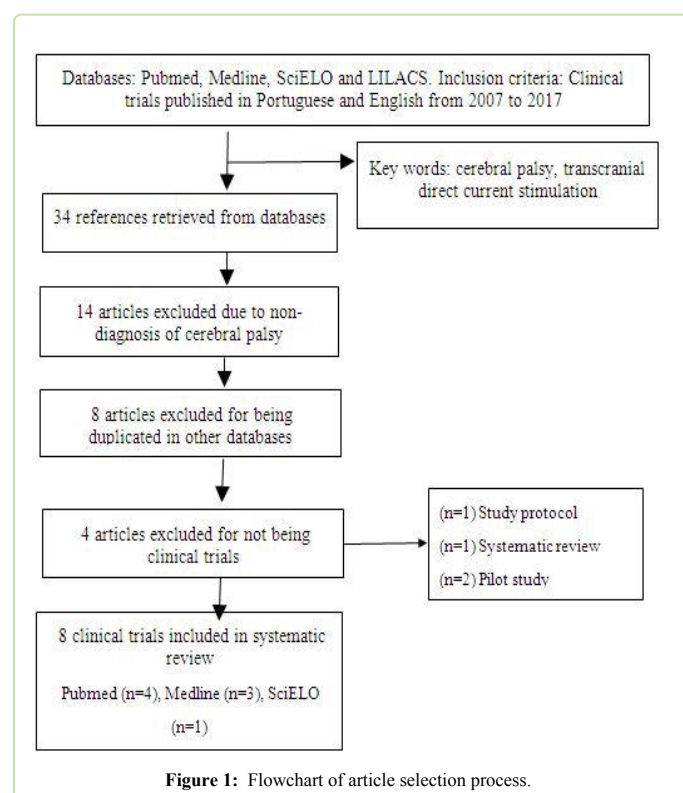 Databases: Pubmed, Medline, SciELO and LILACS. Inclusion criteria: Clinical
trials published in Portuguese and English from 2007 to 2017
Key words: cerebral palsy, transcranial
direct current stimulation
34 references retrieved from databases
14 articles excluded due to non-
diagnosis of cerebral palsy
8 articles excluded for being
duplicated in other databases
4 articles excluded for not being
clinical trials
(n=1) Study protocol
(n=1) Systematic review
(n=2) Pilot study
8 clinical trials included in systematic
review
Pubmed (n=4), Medline (n=3), SciELO
(n=1)
Figure 1: Flowchart of article selection process.